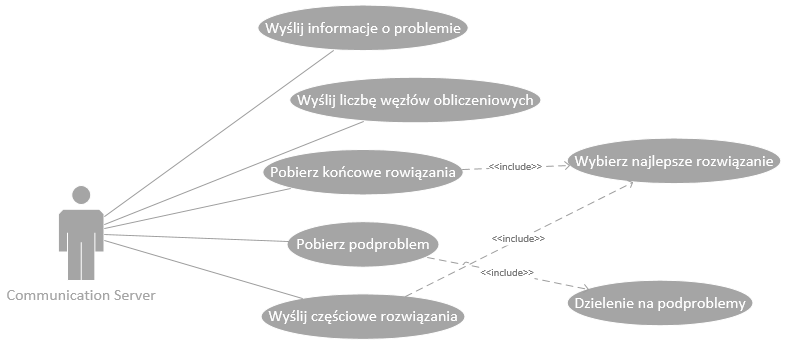 Wyślij informacje o problemie
Wyślij liczbę węzłów obliczeniowych
Pobierz końcowe rowiązania
<<include>>
Wybierz najlepsze rozwiązanie
Pobierz podproblem
<<include>>
<<include>>
Communication Server
Wyślij częściowe rozwiązania
Dzielenie na podproblemy